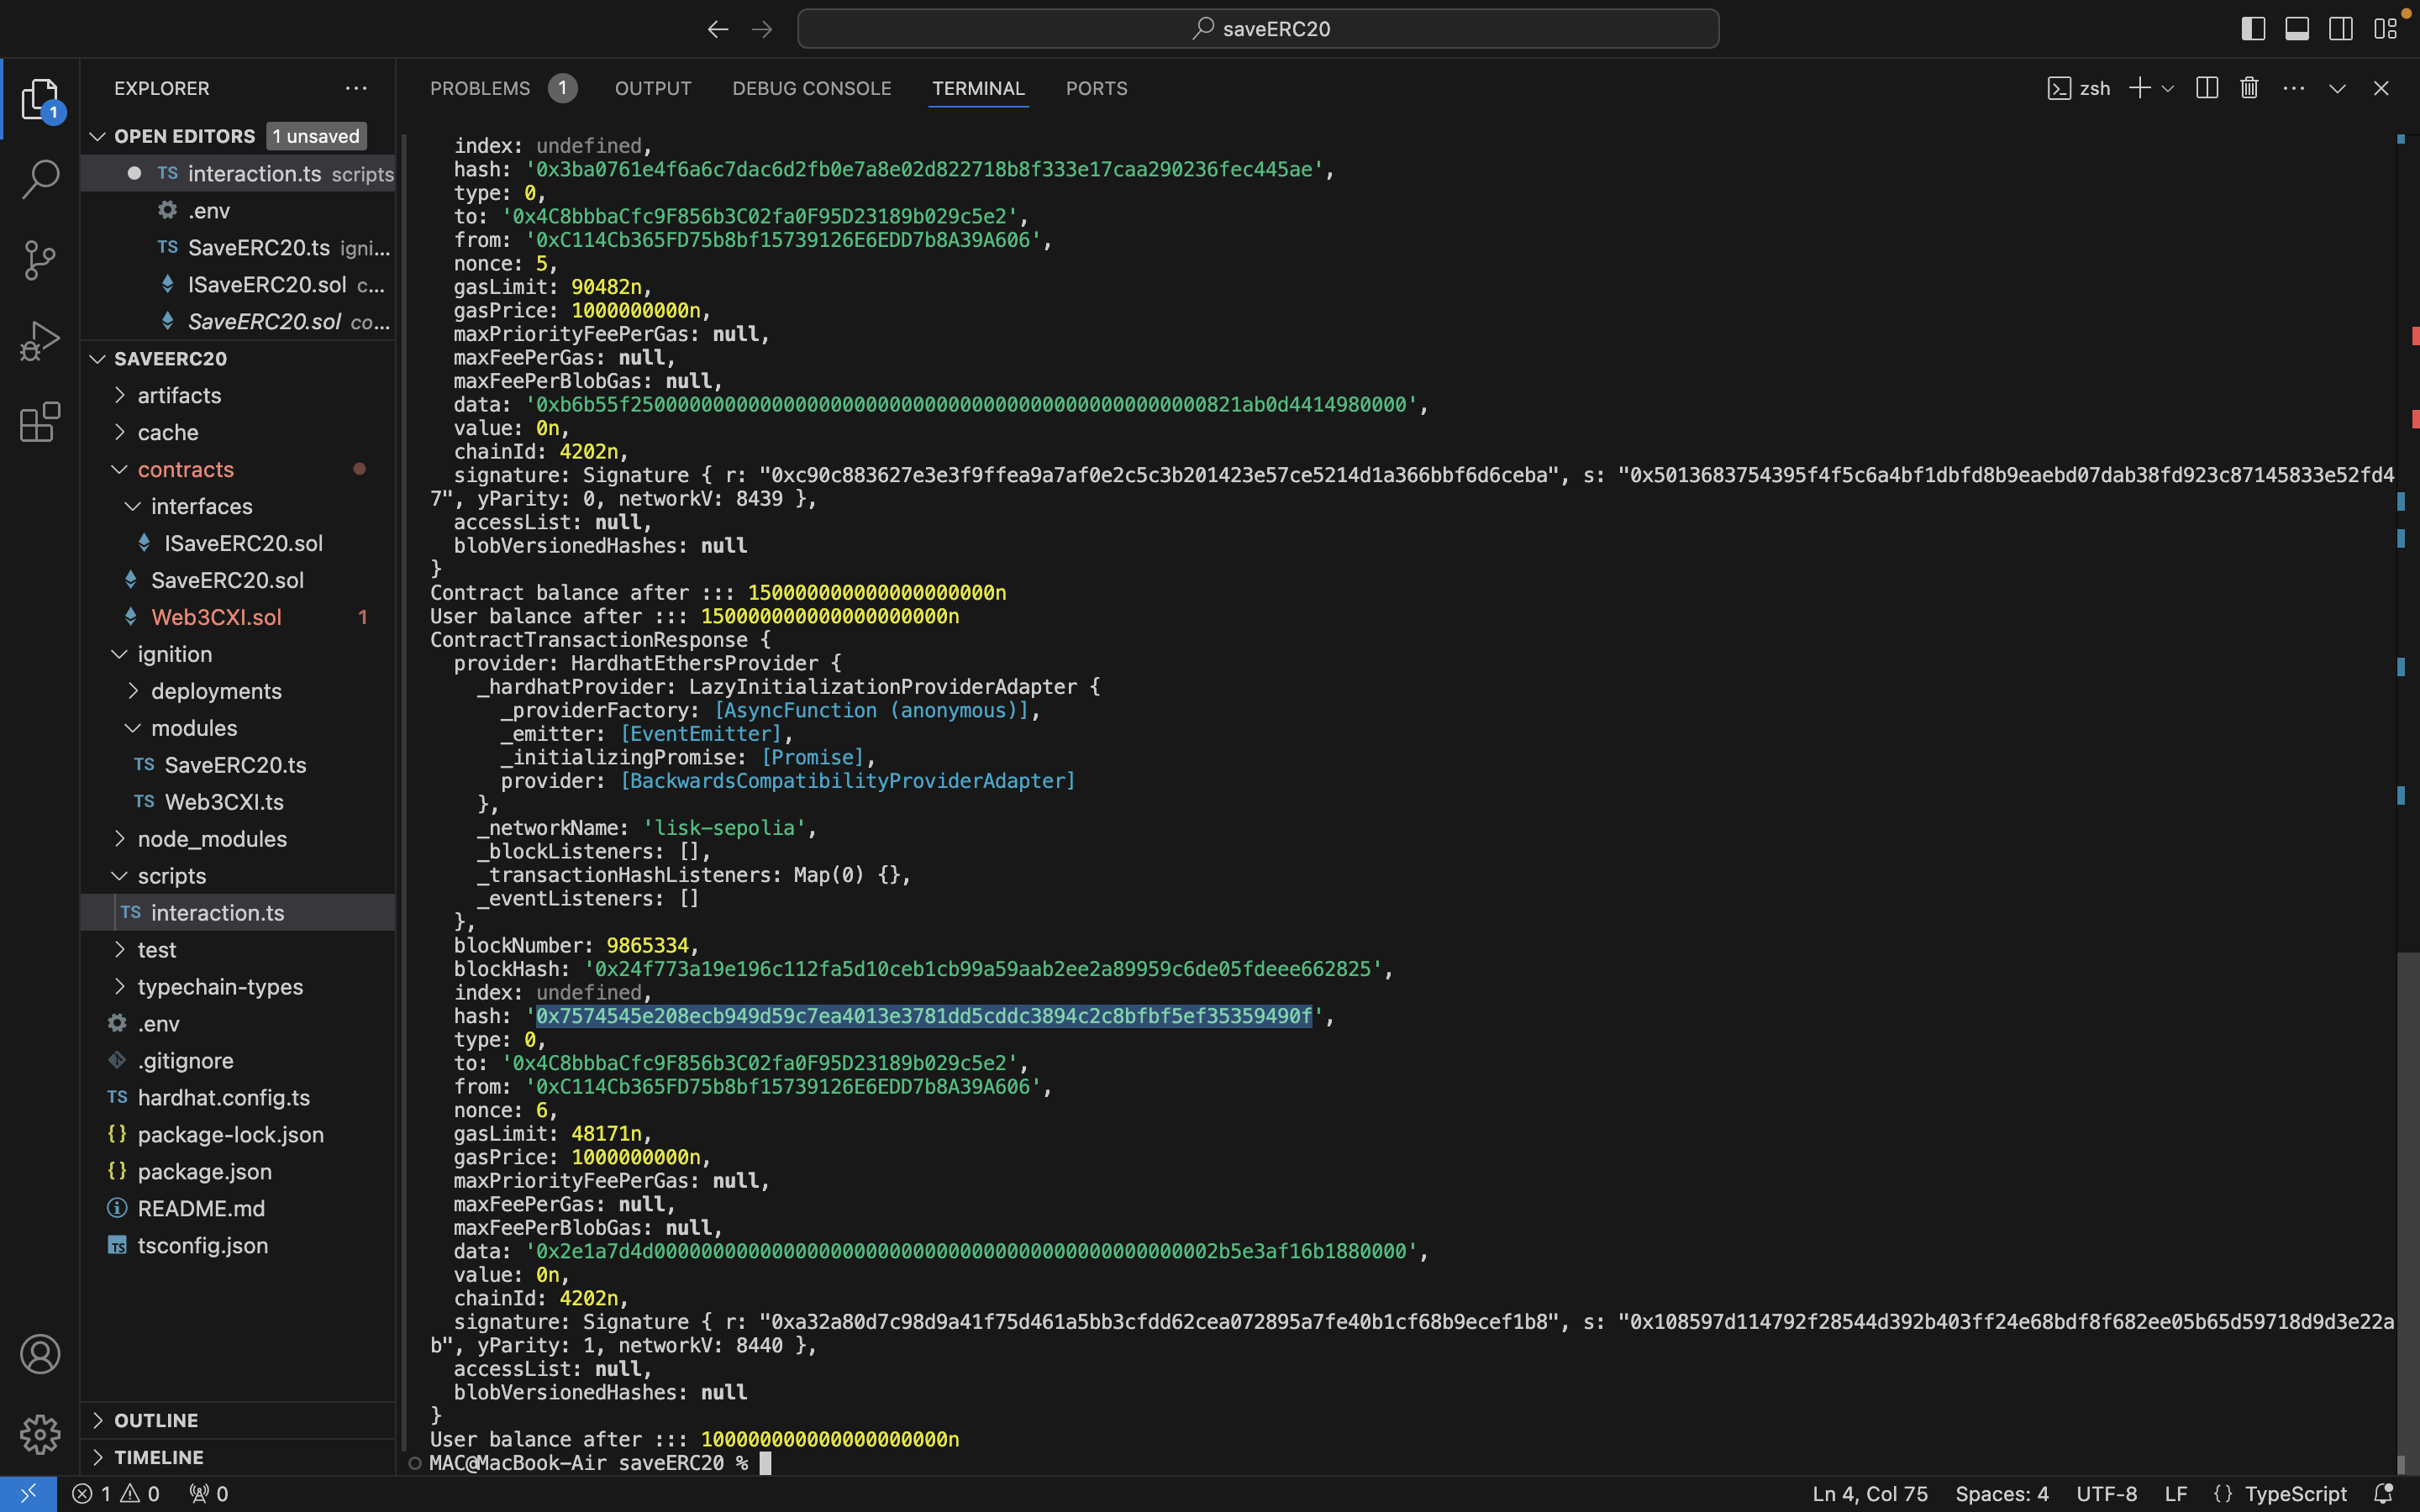 saveERC20
EXPLORER
OPEN EDITORS 1 unsaved
TS interaction.ts scripts
.env
TS SaveERC20.ts igni...
ISaveERC20.sol c...
SaveERC20.sol co...
SAVEERC20
artifacts
cache
contracts
interfaces
ISaveERC20.sol
SaveERC20.sol
Web3CXI.sol 1
ignition
deployments
modules
TS SaveERC20.ts
TS Web3CXI.ts
node_modules
scripts
TS interaction.ts
test
typechain-types
.env
.gitignore
TS hardhat.config.ts
{} package-lock.json
{} package.json
README.md
TS tsconfig.json
OUTLINE
TIMELINE
1
PROBLEMS 1 OUTPUT DEBUG CONSOLE TERMINAL PORTS
zsh
index: undefined,
hash: '0x3ba0761e4f6a6c7dac6d2fb0e7a8e02d822718b8f333e17caa290236fec445ae',
type: 0,
to: '0x4C8bbbaCfc9F856b3C02fa0F95D23189b029c5e2',
from: '0xC114Cb365FD75b8bf15739126E6EDD7b8A39A606',
nonce: 5,
gasLimit: 90482n,
gasPrice: 1000000000n,
maxPriorityFeePerGas: null,
maxFeePerGas: null,
maxFeePerBlobGas: null,
data: '0xb6b55f250000000000000000000000000000000000000000000000821ab0d4414980000',
value: 0n,
chainId: 4202n,
signature: Signature { r: "0xc90c883627e3e3f9ffea9a7af0e2c5c3b201423e57ce5214d1a366bbf6d6ceba", s: "0x5013683754395f4f5c6a4bf1dbfd8b9eaebd07dab38fd923c87145833e52fd4
7", yParity: 0, networkV: 8439 },
accessList: null,
blobVersionedHashes: null
}
Contract balance after ::: 150000000000000000000n
User balance after ::: 150000000000000000000n
ContractTransactionResponse {
provider: HardhatEthersProvider {
_hardhatProvider: LazyInitializationProviderAdapter {
_providerFactory: [AsyncFunction (anonymous)],
_emitter: [EventEmitter],
_initializingPromise: [Promise],
provider: [BackwardsCompatibilityProviderAdapter]
},
_networkName: 'lisk-sepolia',
_blockListeners: [],
_transactionHashListeners: Map(0) {},
_eventListeners: []
},
blockNumber: 9865334,
blockHash: '0x24f773a19e196c112fa5d10ceb1cb99a59aab2ee2a89959c6de05fdeee662825',
index: undefined,
hash: '0x7574545e208ecb949d59c7ea4013e3781dd5cddc3894c2c8bfbf5ef35359490f',
type: 0,
to: '0x4C8bbbaCfc9F856b3C02fa0F95D23189b029c5e2',
from: '0xC114Cb365FD75b8bf15739126E6EDD7b8A39A606',
nonce: 6,
gasLimit: 48171n,
gasPrice: 1000000000n,
maxPriorityFeePerGas: null,
maxFeePerGas: null,
maxFeePerBlobGas: null,
data: '0x2e1a7d4d000000000000000000000000000000000000000000000002b5e3af16b1880000',
value: 0n,
chainId: 4202n,
signature: Signature { r: "0xa32a80d7c98d9a41f75d461a5bb3cfdd62cea072895a7fe40b1cf68b9ecef1b8", s: "0x108597d114792f28544d392b403ff24e68bdf8f682ee05b65d59718d9d3e22a
b", yParity: 1, networkV: 8440 },
accessList: null,
blobVersionedHashes: null
}
User balance after ::: 100000000000000000000n
MAC@MacBook-Air saveERC20 %
1 0 0
Ln 4, Col 75 Spaces: 4 UTF-8 LF {} TypeScript